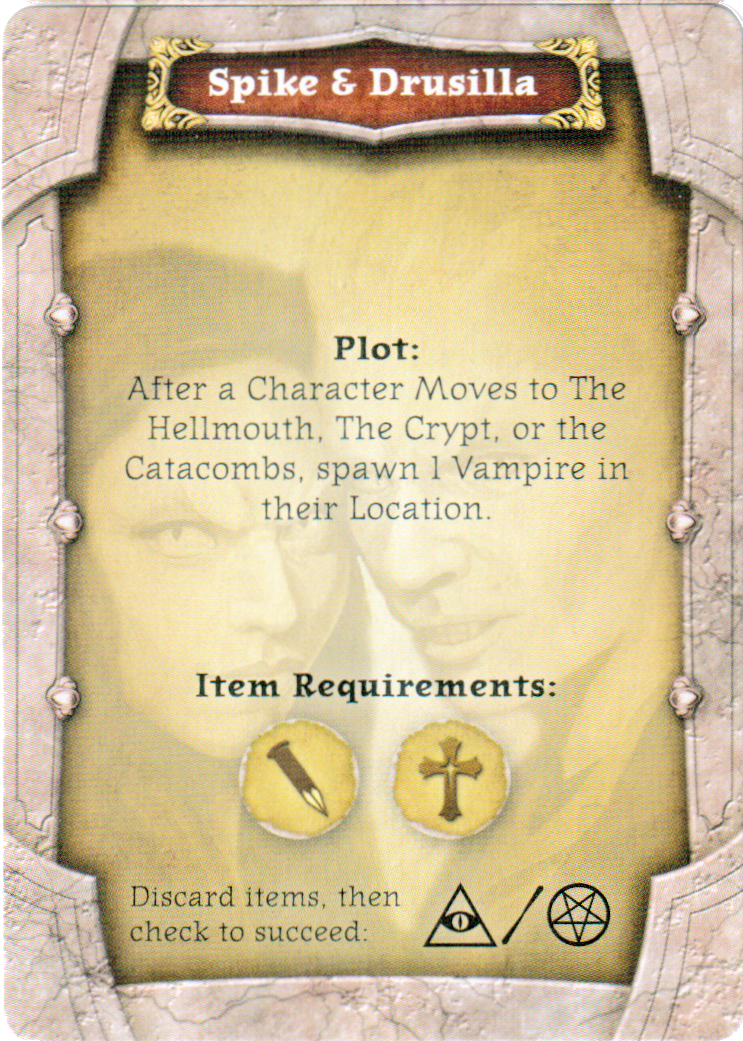 Spike & Drusilla
Plot:
After a Character Moves to The
Hellmouth, The Crypt, or the
Catacombs, spawn 1 Vampire in
their Location.
Item Requirements:
Discard items, then
check to succeed:
/